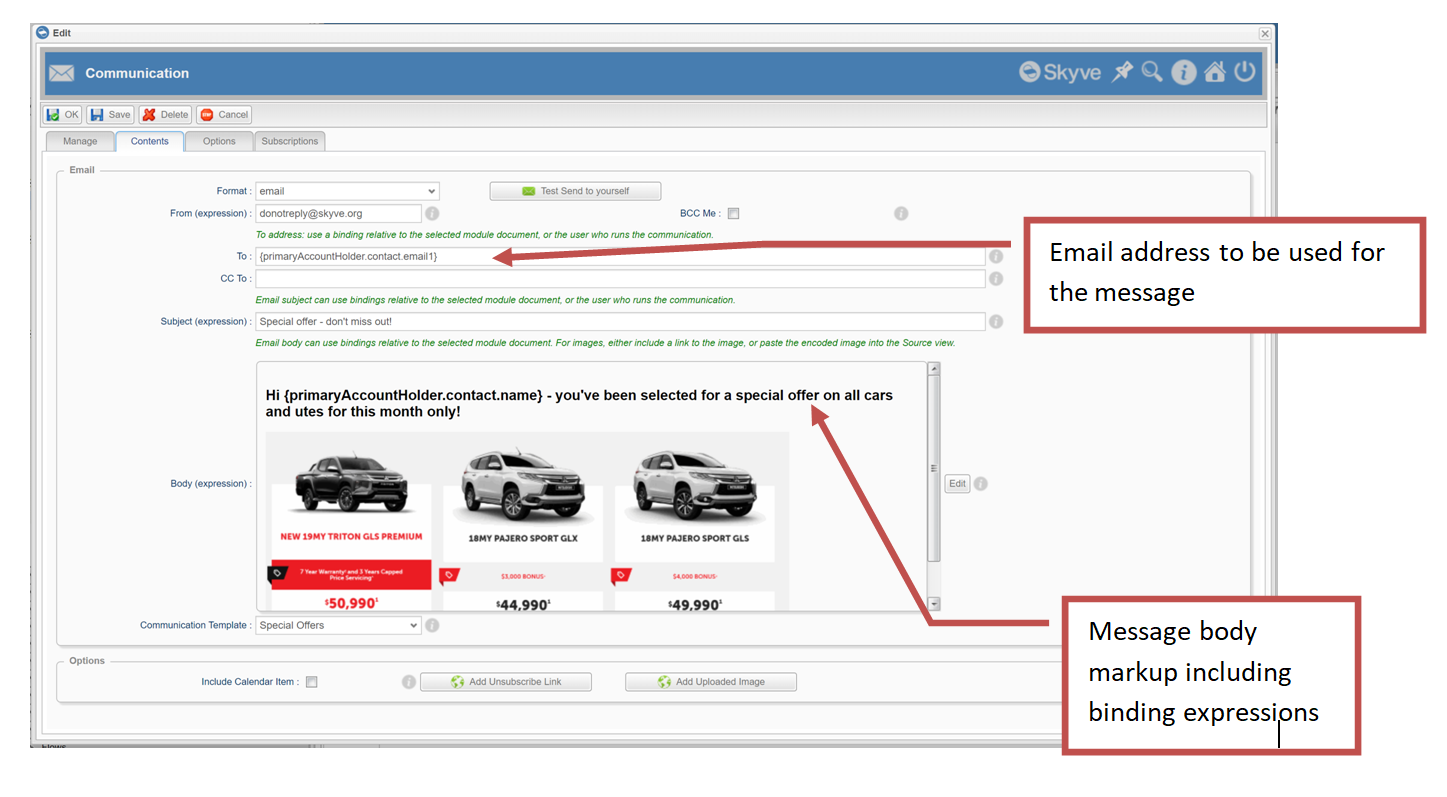 Edit
Communication
Skyve
OK Save Delete Cancel
Manage Contents Options Subscriptions
Email
Format : email Test Send to yourself
From (expression) : donotreply@skyve.org BCC Me :
To address: use a binding relative to the selected module document, or the user who runs the communication.
To : {primaryAccountHolder.contact.email1}
CC To :
Email subject can use bindings relative to the selected module document, or the user who runs the communication.
Subject (expression) : Special offer - don't miss out!
Email body can use bindings relative to the selected module document. For images, either include a link to the image, or paste the encoded image into the Source view.
Hi {primaryAccountHolder.contact.name} - you've been selected for a special offer on all cars
and utes for this month only!
Body (expression) : Edit
NEW 19MY TRITON GLS PREMIUM 18MY PAJERO SPORT GLX 18MY PAJERO SPORT GLS
7 Year Warranty and 3 Years Capped
Price Servicing
$3,000 BONUS $4,000 BONUS
$50,990¹ $44,990¹ $49,990¹
Communication Template : Special Offers
Options
Include Calendar Item : Add Unsubscribe Link Add Uploaded Image
Email address to be used for
the message
Message body
markup including
binding expressions